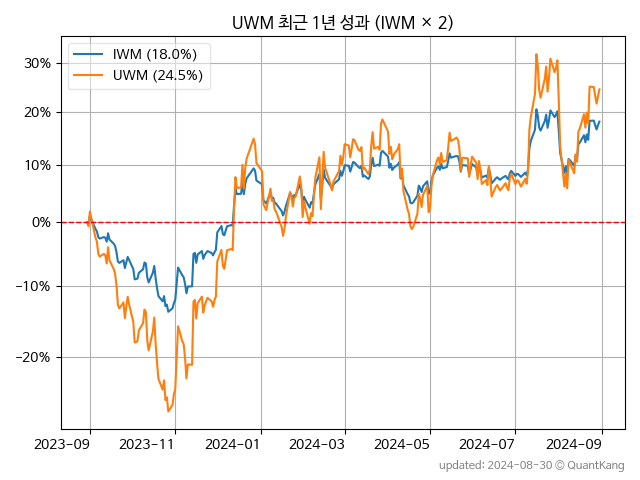 UWM 최근 1년 성과 (IWM × 2)
IWM (18.0%)
UWM (24.5%)
30%
20%
10%
0%
−10%
−20%
2023-09 2023-11 2024-01 2024-03 2024-05 2024-07 2024-09
updated: 2024-08-30 © QuantKang